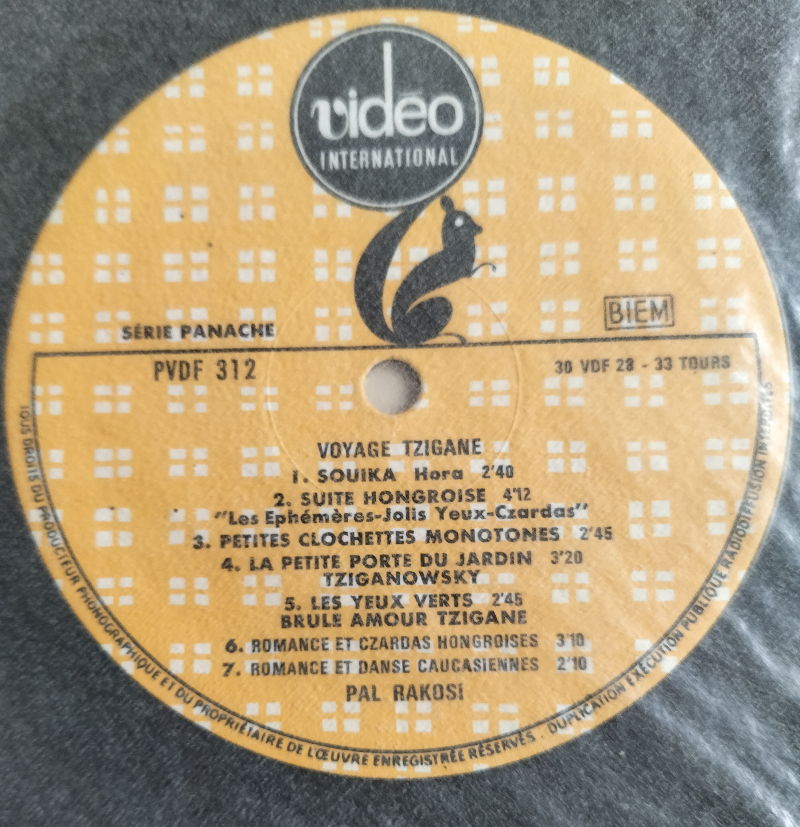 vidéo
INTERNATIONAL
SÉRIE PANACHE
BIEM
PVDF 312
30 VDF 28 - 33 TOURS
VOYAGE TZIGANE
1. SOUIKA Hora 2'40
2. SUITE HONGROISE 4'12
"Les Ephémères-Jolis Yeux-Czardas"
3. PETITES CLOCHETTES MONOTONES 2'45
4. LA PETITE PORTE DU JARDIN 3'20
TZIGANOWSKY
5. LES YEUX VERTS 2'45
BRULE AMOUR TZIGANE
6. ROMANCE ET CZARDAS HONGROISES 3'10
7. ROMANCE ET DANSE CAUCASIENNES 2'10
PAL RAKOSI
TOUS DROITS DU PRODUCTEUR PHONOGRAPHIQUE ET DU PROPRIÉTAIRE DE L'ŒUVRE ENREGISTRÉE RÉSERVÉS. DUPLICATION EXÉCUTION PUBLIQUE RADIODIFFUSION INTERDITES